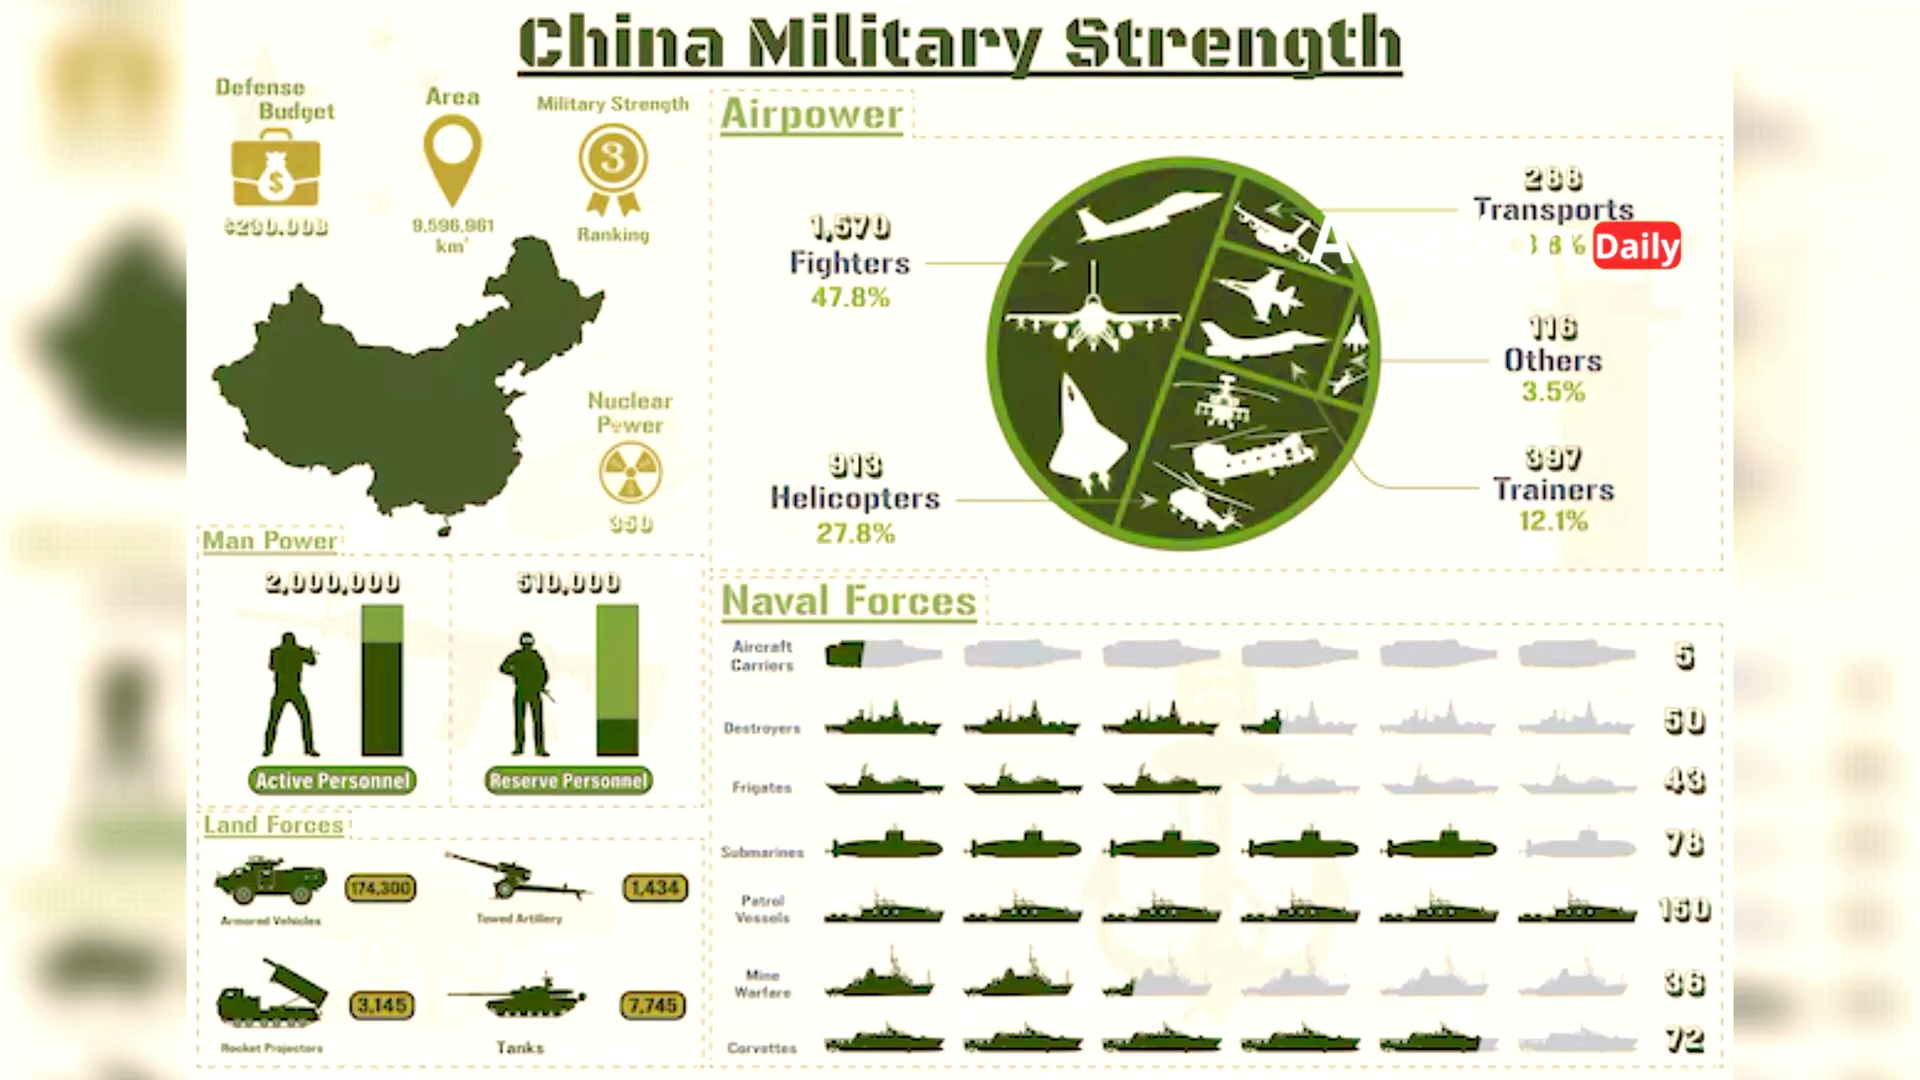 China Military Strength
Defense
Budget
$230.00B
Area
9,596,961
km²
Military Strength
3
Ranking
Nuclear
Power
350
Man Power
2,000,000
Active Personnel
510,000
Reserve Personnel
Land Forces
174,300
Armored Vehicles
1,434
Towed Artillery
3,145
Rocket Projectors
7,745
Tanks
Airpower
1,570
Fighters
47.8%
913
Helicopters
27.8%
Transports
Daily
116
Others
3.5%
397
Trainers
12.1%
Naval Forces
Aircraft
Carriers
5
Destroyers
50
Frigates
43
Submarines
78
Patrol
Vessels
150
Mine
Warfare
36
Corvettes
72